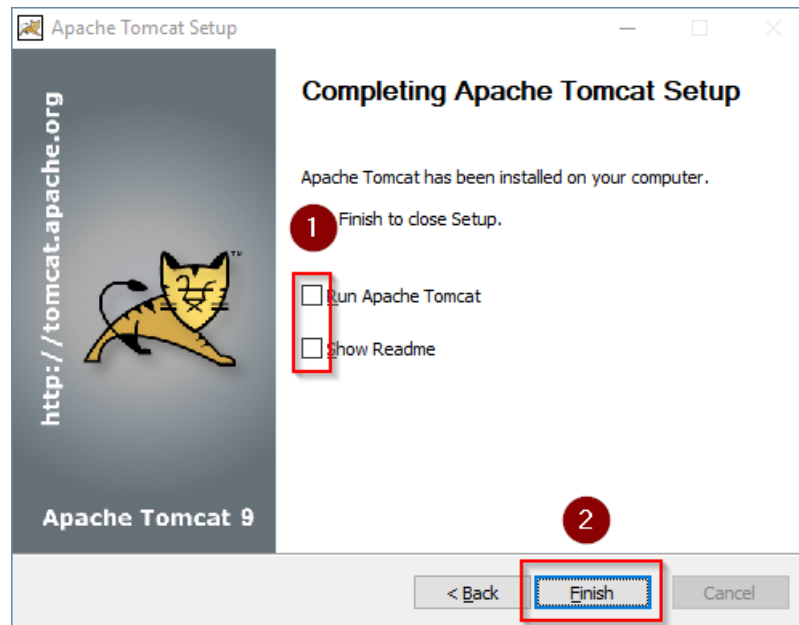 Apache Tomcat Setup
http://tomcat.apache.org
TM
Apache Tomcat 9
Completing Apache Tomcat Setup
Apache Tomcat has been installed on your computer.
1 Finish to close Setup.
Run Apache Tomcat
Show Readme
2
< Back Finish Cancel